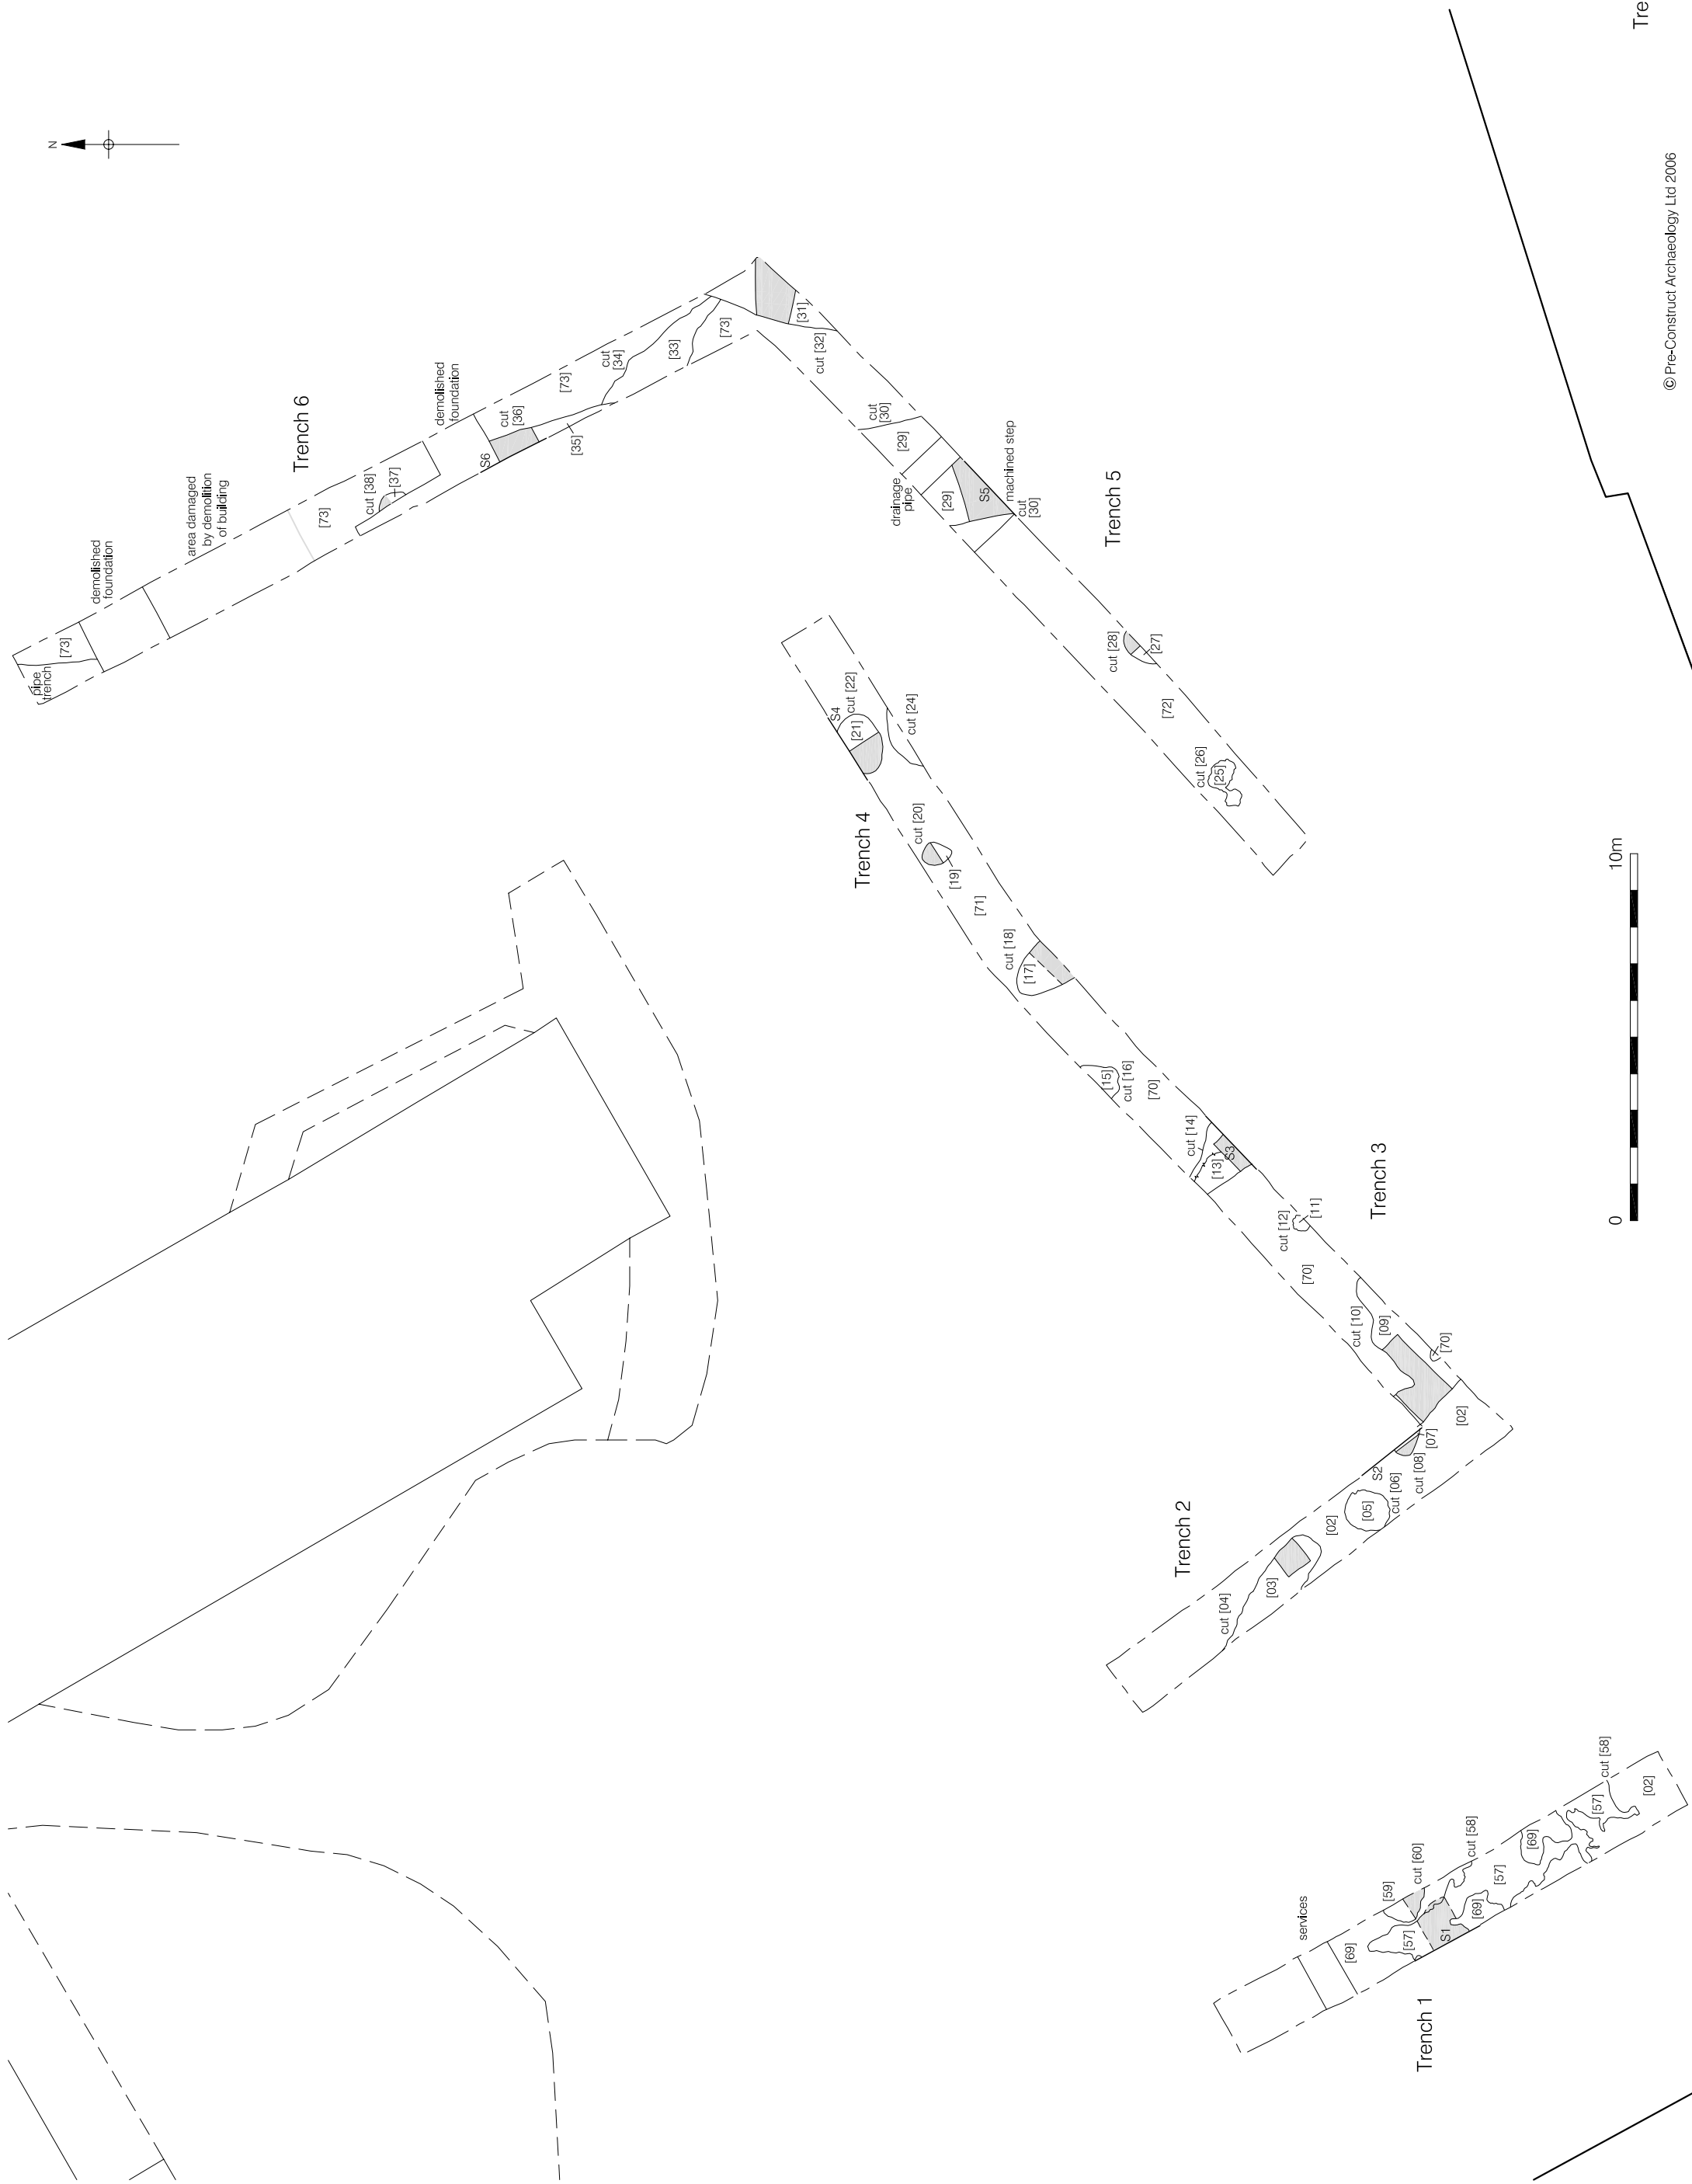 N
Trench 6
pipe
trench
[73]
demolished
foundation
area damaged
by demolition
of building
[73]
cut [38]
[37]
demolished
foundation
S6
cut
[36]
[35]
[73]
cut
[34]
[33]
[73]
[31]
cut [32]
cut
[30]
[29]
drainage
pipe
[29]
S5
machined step
cut
[30]
Trench 5
cut [28]
[27]
[72]
cut [26]
[25]
Trench 4
S4
cut [22]
[21]
cut [24]
cut [20]
[19]
[71]
cut [18]
[17]
[15]
cut [16]
[70]
cut [14]
[13]
S3
Trench 3
cut [12]
[11]
[70]
cut [10]
[09]
[70]
[02]
[07]
cut [08]
S2
cut [06]
[05]
[02]
Trench 2
[03]
cut [04]
Trench 1
services
[69]
[59]
cut [60]
[57]
S1
cut [58]
[69]
[57]
[69]
[57]
cut [58]
[02]
0
10m
© Pre-Construct Archaeology Ltd 2006
Tre